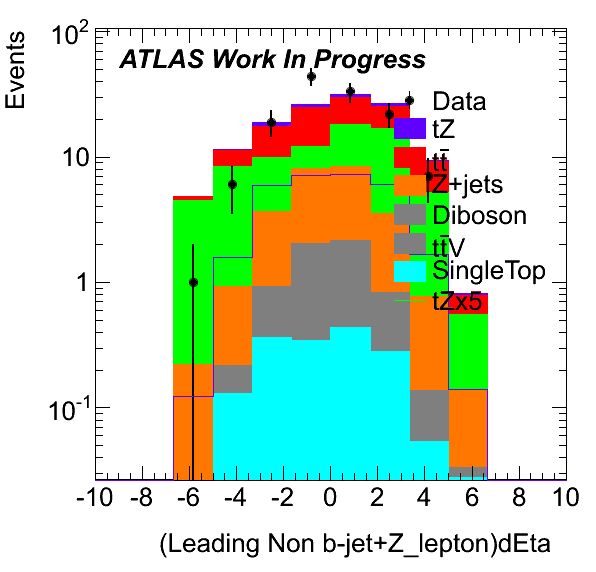 10²
Events
ATLAS Work In Progress
Data
tZ
tt̄
Z+jets
Diboson
tt̄V
SingleTop
tZx5
10
1
10⁻¹
-10 -8 -6 -4 -2 0 2 4 6 8 10
(Leading Non b-jet+Z_lepton)dEta